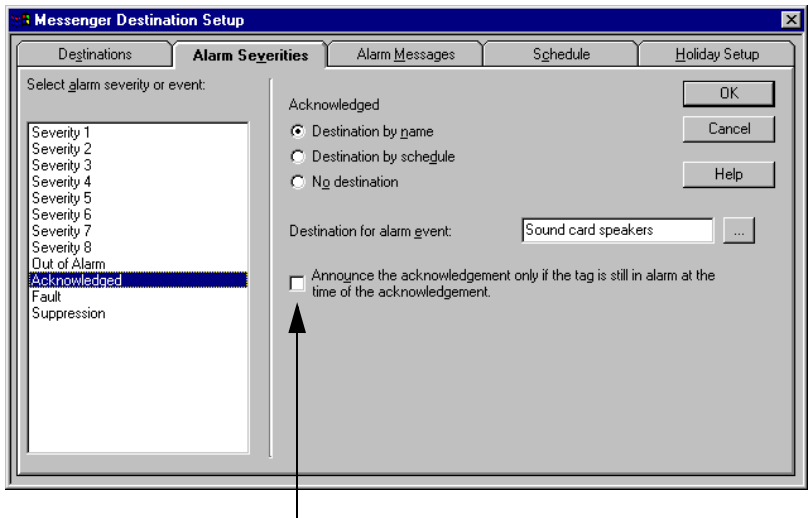 Messenger Destination Setup
Destinations
Alarm Severities
Alarm Messages
Schedule
Holiday Setup
Select alarm severity or event:
Severity 1
Severity 2
Severity 3
Severity 4
Severity 5
Severity 6
Severity 7
Severity 8
Out of Alarm
Acknowledged
Fault
Suppression
Acknowledged
Destination by name
Destination by schedule
No destination
Destination for alarm event:
Sound card speakers
...
Announce the acknowledgement only if the tag is still in alarm at the
time of the acknowledgement.
OK
Cancel
Help